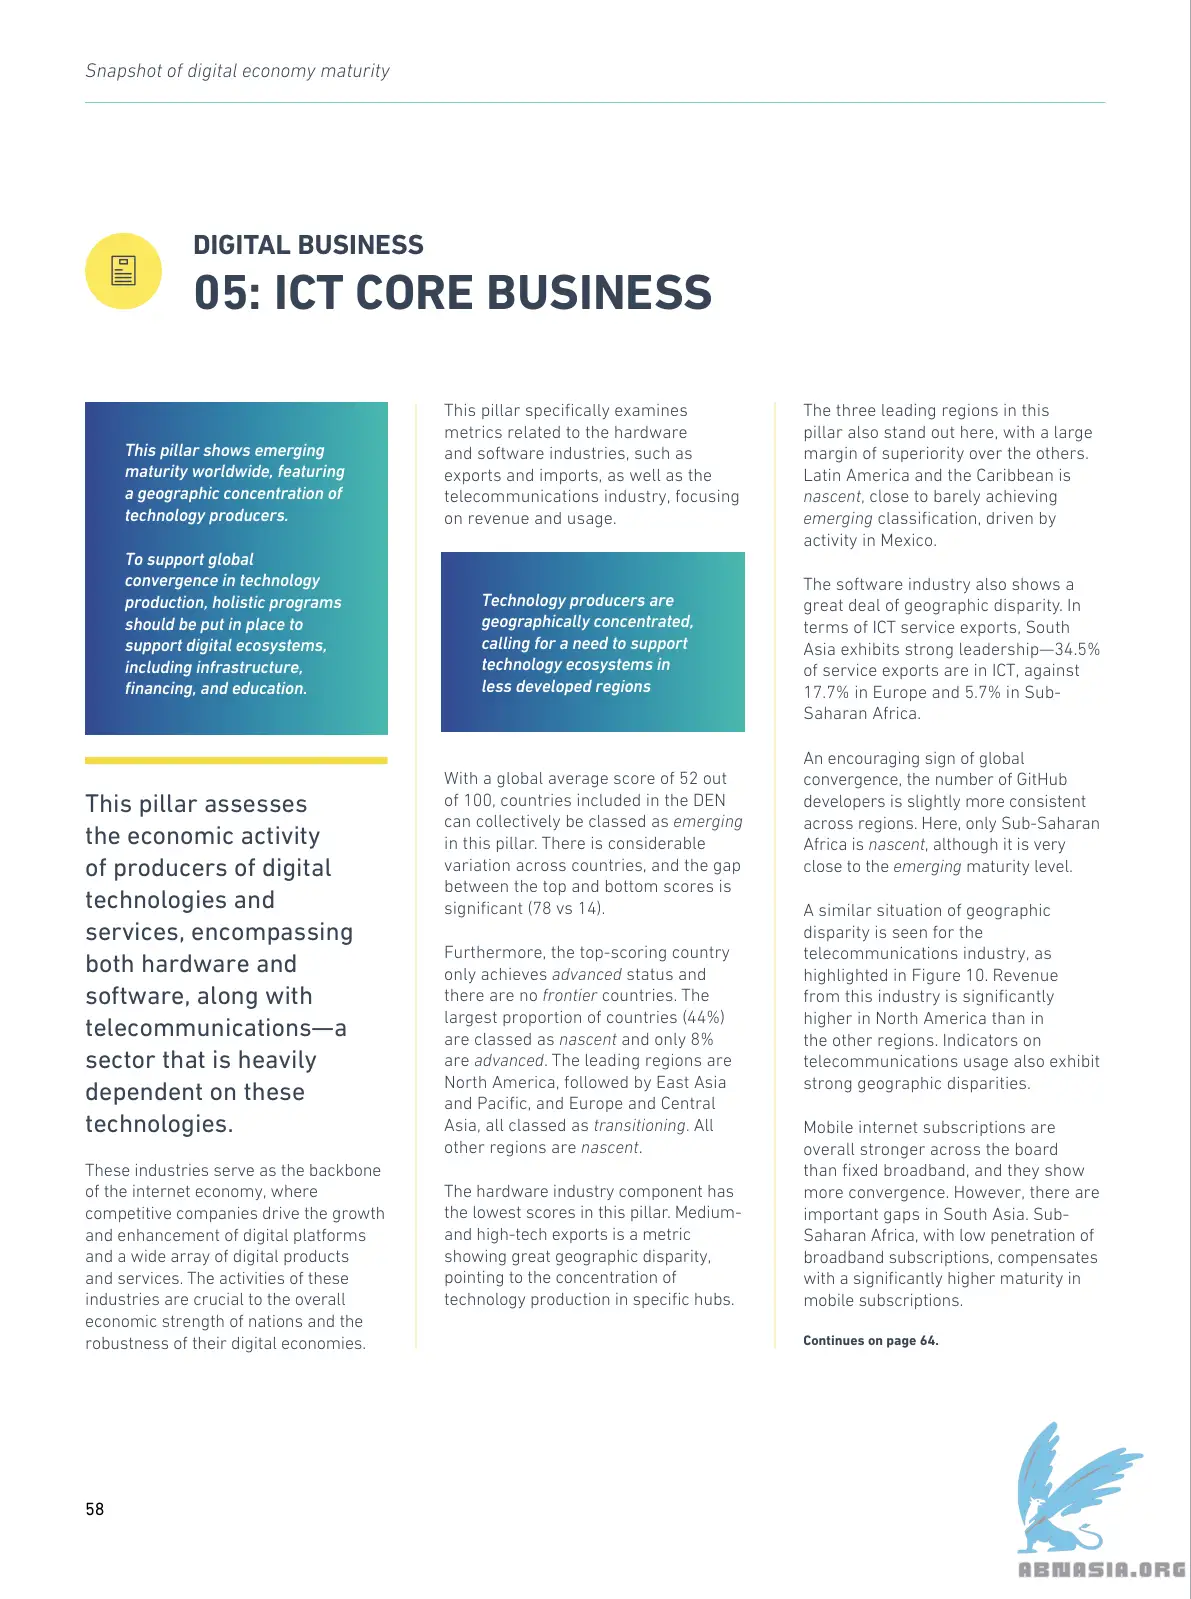 Snapshot of digital economy maturity
DIGITAL BUSINESS
05: ICT CORE BUSINESS
This pillar shows emerging
maturity worldwide, featuring
a geographic concentration of
technology producers.
To support global
convergence in technology
production, holistic programs
should be put in place to
support digital ecosystems,
including infrastructure,
financing, and education.
This pillar assesses
the economic activity
of producers of digital
technologies and
services, encompassing
both hardware and
software, along with
telecommunications—a
sector that is heavily
dependent on these
technologies.
These industries serve as the backbone
of the internet economy, where
competitive companies drive the growth
and enhancement of digital platforms
and a wide array of digital products
and services. The activities of these
industries are crucial to the overall
economic strength of nations and the
robustness of their digital economies.
This pillar specifically examines
metrics related to the hardware
and software industries, such as
exports and imports, as well as the
telecommunications industry, focusing
on revenue and usage.
Technology producers are
geographically concentrated,
calling for a need to support
technology ecosystems in
less developed regions
With a global average score of 52 out
of 100, countries included in the DEN
can collectively be classed as emerging
in this pillar. There is considerable
variation across countries, and the gap
between the top and bottom scores is
significant (78 vs 14).
Furthermore, the top-scoring country
only achieves advanced status and
there are no frontier countries. The
largest proportion of countries (44%)
are classed as nascent and only 8%
are advanced. The leading regions are
North America, followed by East Asia
and Pacific, and Europe and Central
Asia, all classed as transitioning. All
other regions are nascent.
The hardware industry component has
the lowest scores in this pillar. Medium-
and high-tech exports is a metric
showing great geographic disparity,
pointing to the concentration of
technology production in specific hubs.
The three leading regions in this
pillar also stand out here, with a large
margin of superiority over the others.
Latin America and the Caribbean is
nascent, close to barely achieving
emerging classification, driven by
activity in Mexico.
The software industry also shows a
great deal of geographic disparity. In
terms of ICT service exports, South
Asia exhibits strong leadership—34.5%
of service exports are in ICT, against
17.7% in Europe and 5.7% in Sub-
Saharan Africa.
An encouraging sign of global
convergence, the number of GitHub
developers is slightly more consistent
across regions. Here, only Sub-Saharan
Africa is nascent, although it is very
close to the emerging maturity level.
A similar situation of geographic
disparity is seen for the
telecommunications industry, as
highlighted in Figure 10. Revenue
from this industry is significantly
higher in North America than in
the other regions. Indicators on
telecommunications usage also exhibit
strong geographic disparities.
Mobile internet subscriptions are
overall stronger across the board
than fixed broadband, and they show
more convergence. However, there are
important gaps in South Asia. Sub-
Saharan Africa, with low penetration of
broadband subscriptions, compensates
with a significantly higher maturity in
mobile subscriptions.
Continues on page 64.
58
ABNASIA.ORG